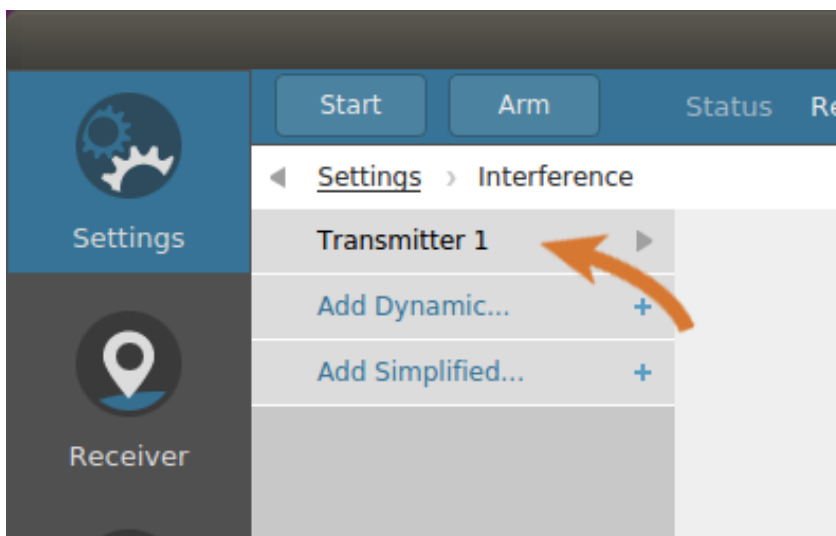 Start Arm Status
Settings › Interference
Settings
Transmitter 1
Add Dynamic... +
Add Simplified... +
Receiver